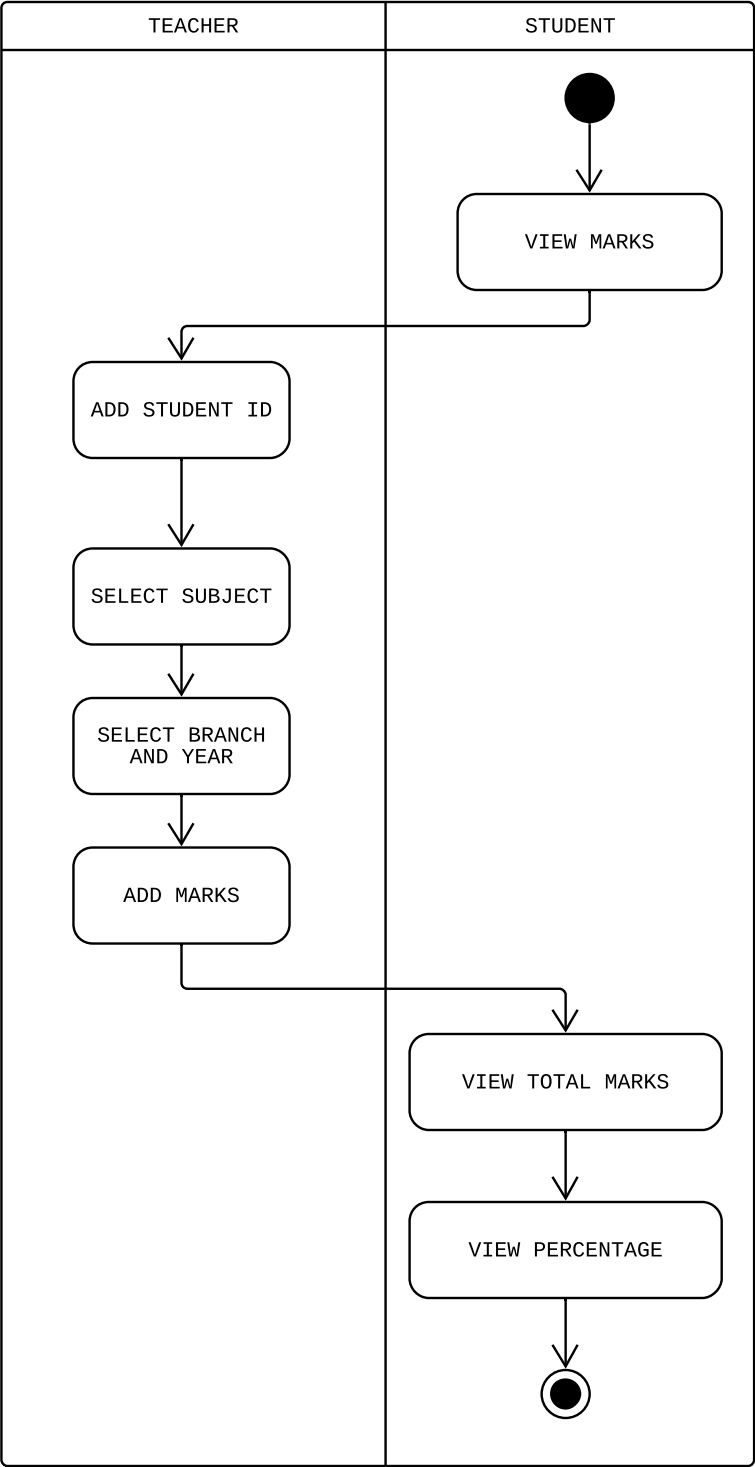 TEACHER
STUDENT
VIEW MARKS
ADD STUDENT ID
SELECT SUBJECT
SELECT BRANCH
AND YEAR
ADD MARKS
VIEW TOTAL MARKS
VIEW PERCENTAGE